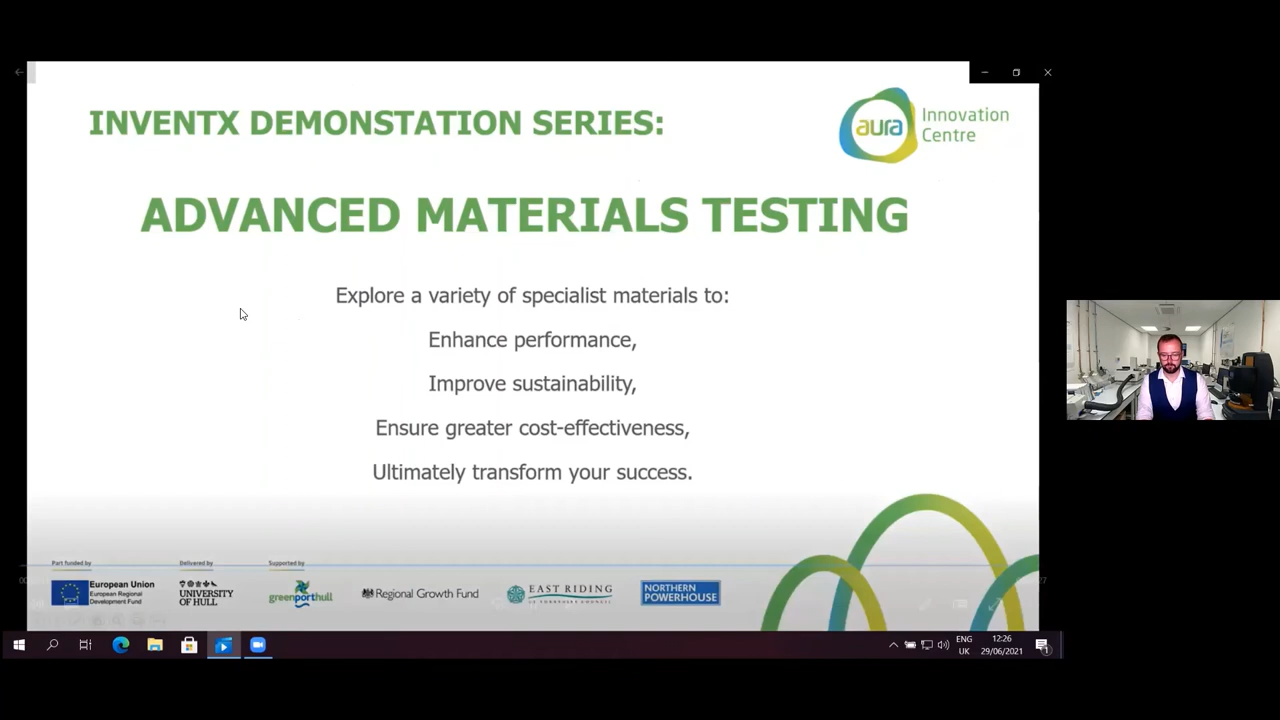 INVENTX DEMONSTATION SERIES:
aura Innovation
Centre
ADVANCED MATERIALS TESTING
Explore a variety of specialist materials to:
Enhance performance,
Improve sustainability,
Ensure greater cost-effectiveness,
Ultimately transform your success.
Part funded by
European Union
European Regional
Development Fund
Delivered by
UNIVERSITY
OF HULL
Supported by
greenporthull
Regional Growth Fund
EAST RIDING
OF YORKSHIRE COUNCIL
NORTHERN
POWERHOUSE
ENG
UK
12:26
29/06/2021